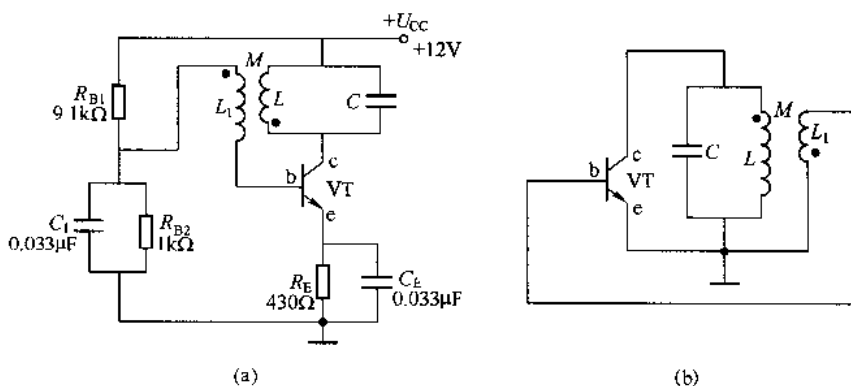 +U_CC
+12V
M
R_B1
9.1kΩ
L_1
L
C
c
b
VT
e
C_1
0.033μF
R_B2
1kΩ
R_E
430Ω
C_E
0.033μF
(a)
M
L_1
C
L
c
b
VT
e
(b)